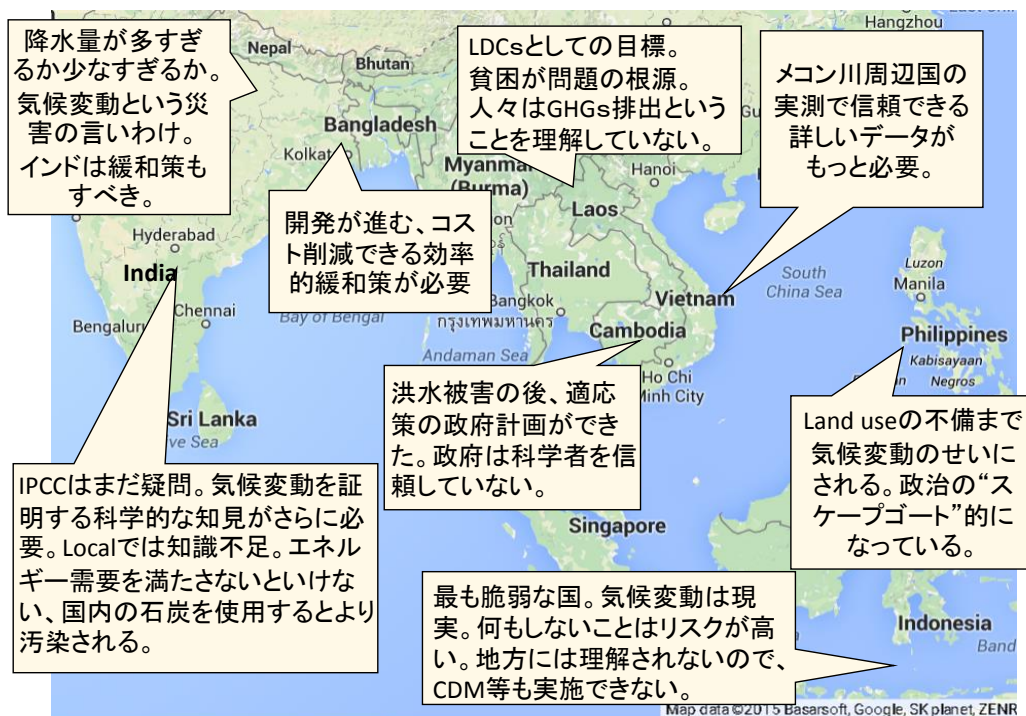 降水量が多すぎ
るか少なすぎるか。
気候変動という災
害の言いわけ。
インドは緩和策も
すべき。
Nepal
Bhutan
LDCsとしての目標。
貧困が問題の根源。
人々はGHGs排出という
ことを理解していない。
Hangzhou
メコン川周辺国の
実測で信頼できる
詳しいデータが
もっと必要。
Bangladesh
Kolkat
Myanmar
(Burma)
Hanoi
Laos
開発が進む、コス
ト削減できる効率
的緩和策が必要
Hyderabad
India
Chennai
Bengaluru
Bay of Bengal
Thailand
Bangkok
กรุงเทพมหานคร
Vietnam
South
China Sea
Luzon
Manila
Cambodia
Philippines
Andaman Sea
Kabisayaan
Negros
Ho Chi
Minh City
洪水被害の後、適応
策の政府計画ができ
た。政府は科学者を信
頼していない。
Sri Lanka
ve Sea
Land useの不備まで
気候変動のせいに
される。政治の“ス
ケープゴート”的に
なっている。
IPCCはまだ疑問。気候変動を証
明する科学的な知見がさらに必
要。Localでは知識不足。エネル
ギー需要を満たさないといけな
い、国内の石炭を使用するとより
汚染される。
Singapore
最も脆弱な国。気候変動は現
実。何もしないことはリスクが高
い。地方には理解されないので、
CDM等も実施できない。
Indonesia
Band
Map data ©2015 Basarsoft, Google, SK planet, ZENR